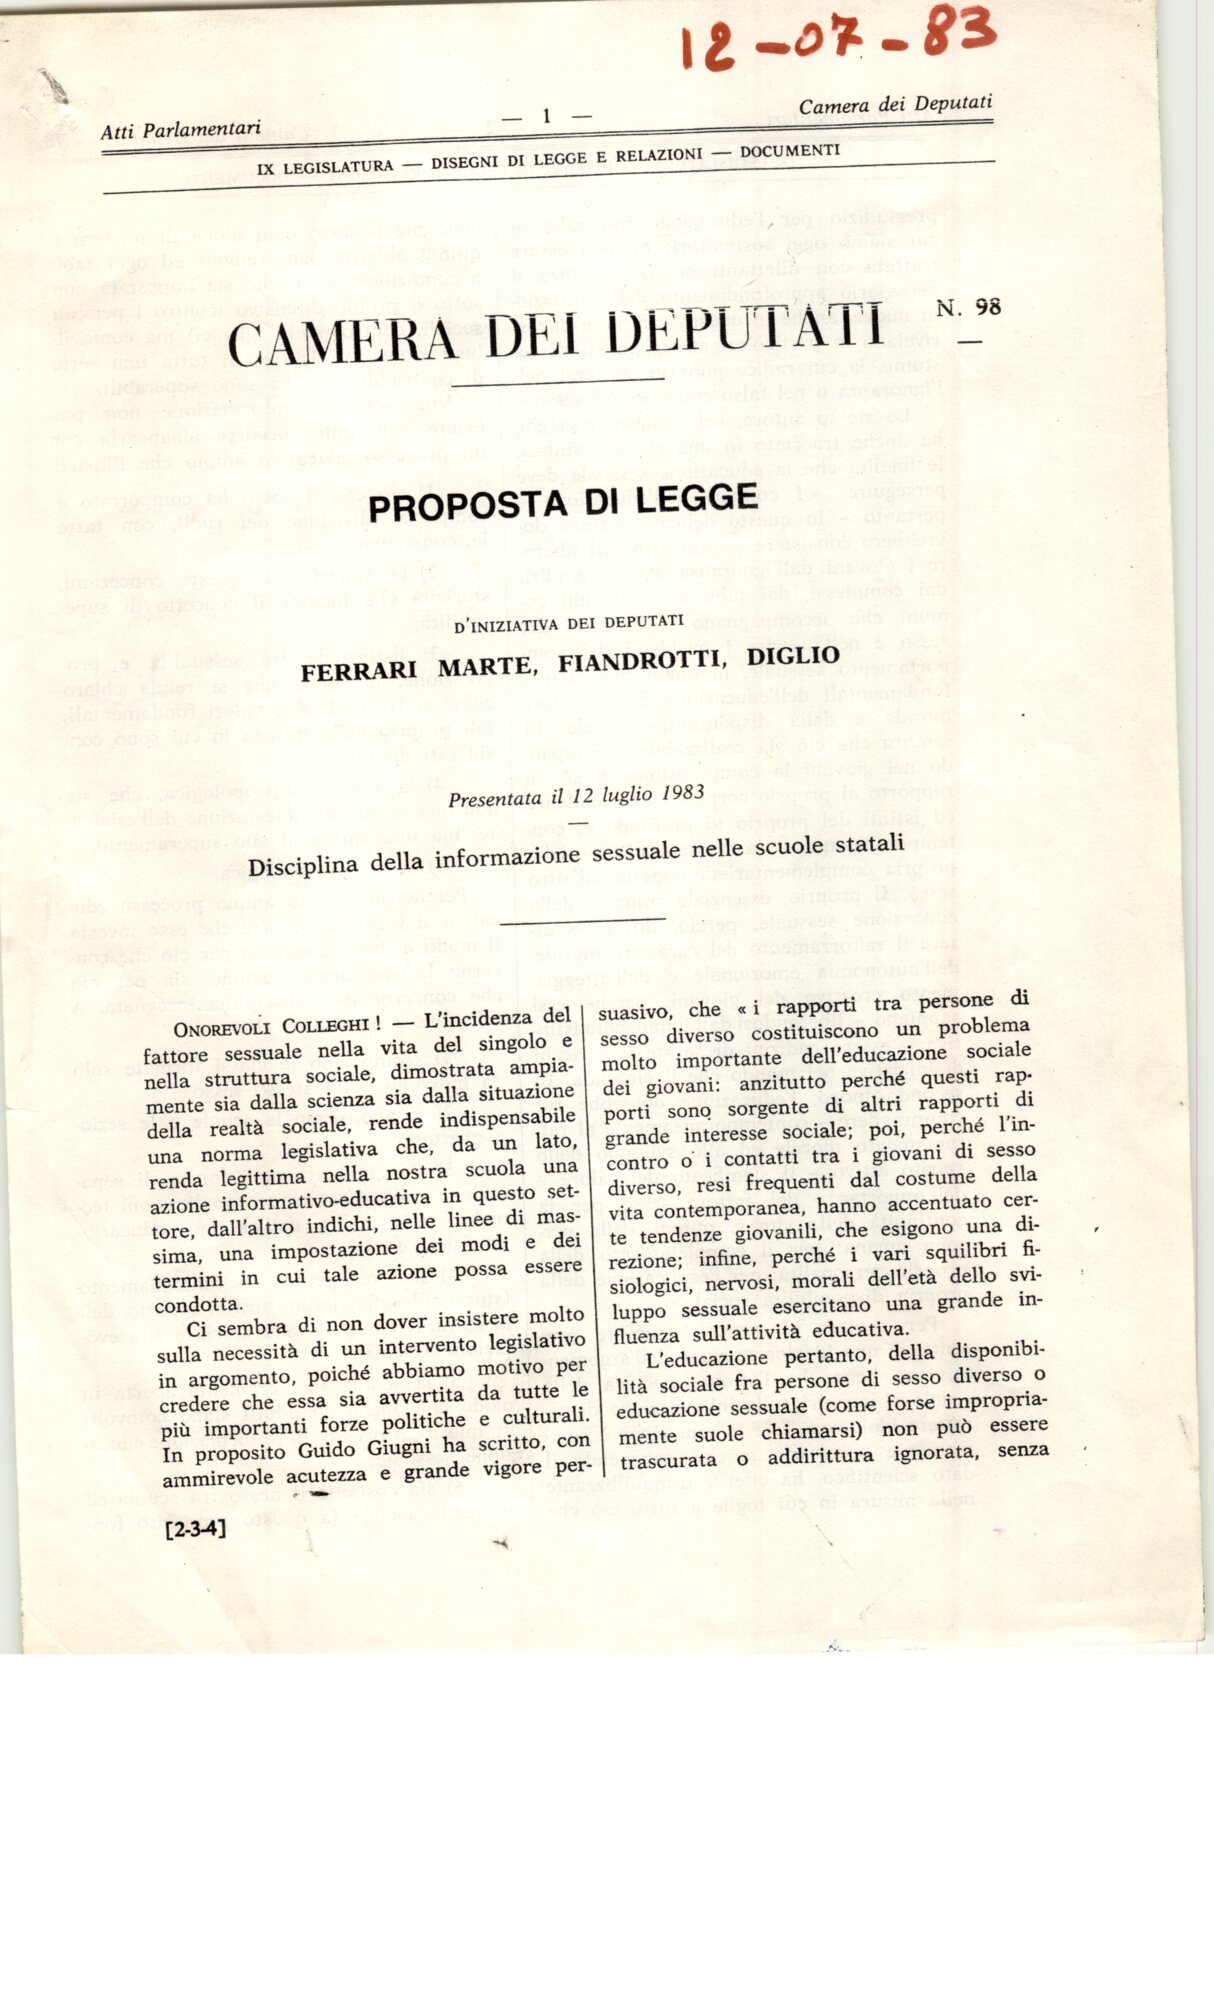 12-07-83
Atti Parlamentari — 1 — Camera dei Deputati
IX LEGISLATURA — DISEGNI DI LEGGE E RELAZIONI — DOCUMENTI
CAMERA DEI DEPUTATI N. 98
PROPOSTA DI LEGGE
D'INIZIATIVA DEI DEPUTATI
FERRARI MARTE, FIANDROTTI, DIGLIO
Presentata il 12 luglio 1983
Disciplina della informazione sessuale nelle scuole statali
ONOREVOLI COLLEGHI! — L'incidenza del
fattore sessuale nella vita del singolo e
nella struttura sociale, dimostrata ampia-
mente sia dalla scienza sia dalla situazione
della realtà sociale, rende indispensabile
una norma legislativa che, da un lato,
renda legittima nella nostra scuola una
azione informativo-educativa in questo set-
tore, dall'altro indichi, nelle linee di mas-
sima, una impostazione dei modi e dei
termini in cui tale azione possa essere
condotta.
Ci sembra di non dover insistere molto
sulla necessità di un intervento legislativo
in argomento, poiché abbiamo motivo per
credere che essa sia avvertita da tutte le
più importanti forze politiche e culturali.
In proposito Guido Giugni ha scritto, con
ammirevole acutezza e grande vigore per-
suasivo, che « i rapporti tra persone di
sesso diverso costituiscono un problema
molto importante dell'educazione sociale
dei giovani: anzitutto perché questi rap-
porti sono sorgente di altri rapporti di
grande interesse sociale; poi, perché l'in-
contro o i contatti tra i giovani di sesso
diverso, resi frequenti dal costume della
vita contemporanea, hanno accentuato cer-
te tendenze giovanili, che esigono una di-
rezione; infine, perché i vari squilibri fi-
siologici, nervosi, morali dell'età dello svi-
luppo sessuale esercitano una grande in-
fluenza sull'attività educativa.
L'educazione pertanto, della disponibi-
lità sociale fra persone di sesso diverso o
educazione sessuale (come forse impropria-
mente suole chiamarsi) non può essere
trascurata o addirittura ignorata, senza
[2-3-4]